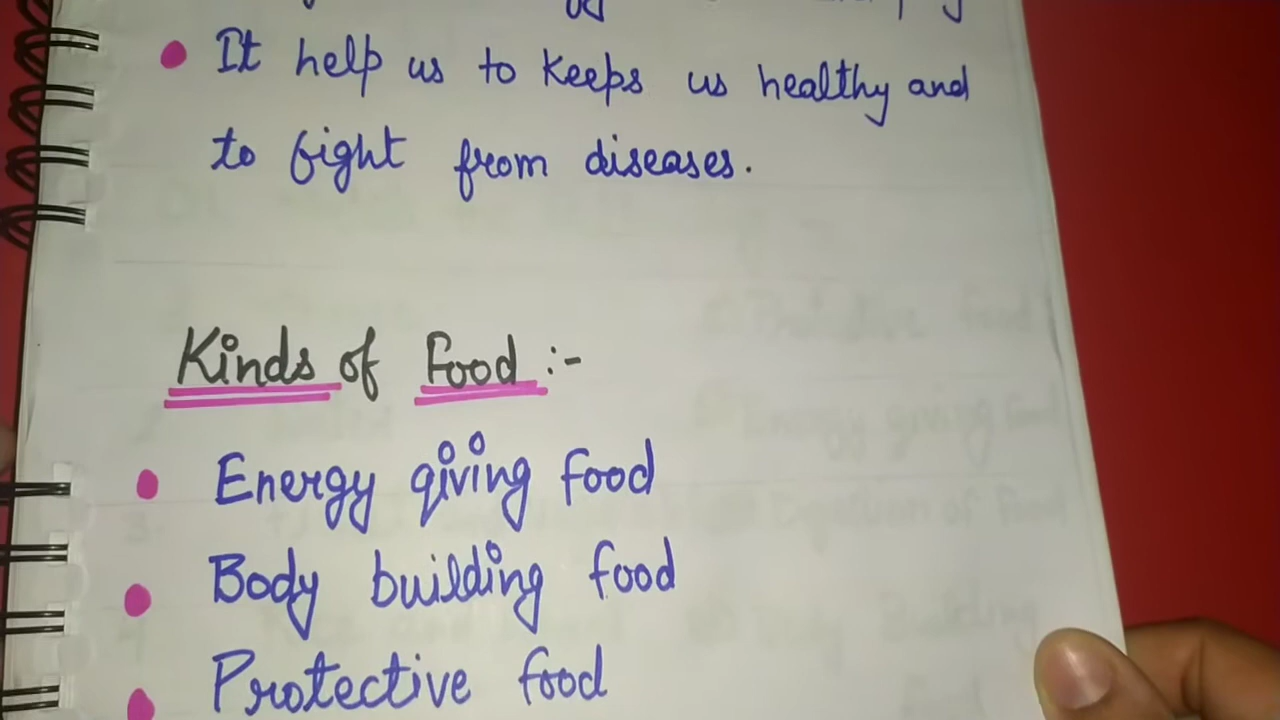 • It help us to keeps us healthy and
to fight from diseases.
Kinds of Food :-
• Energy giving food
• Body building food
• Protective food